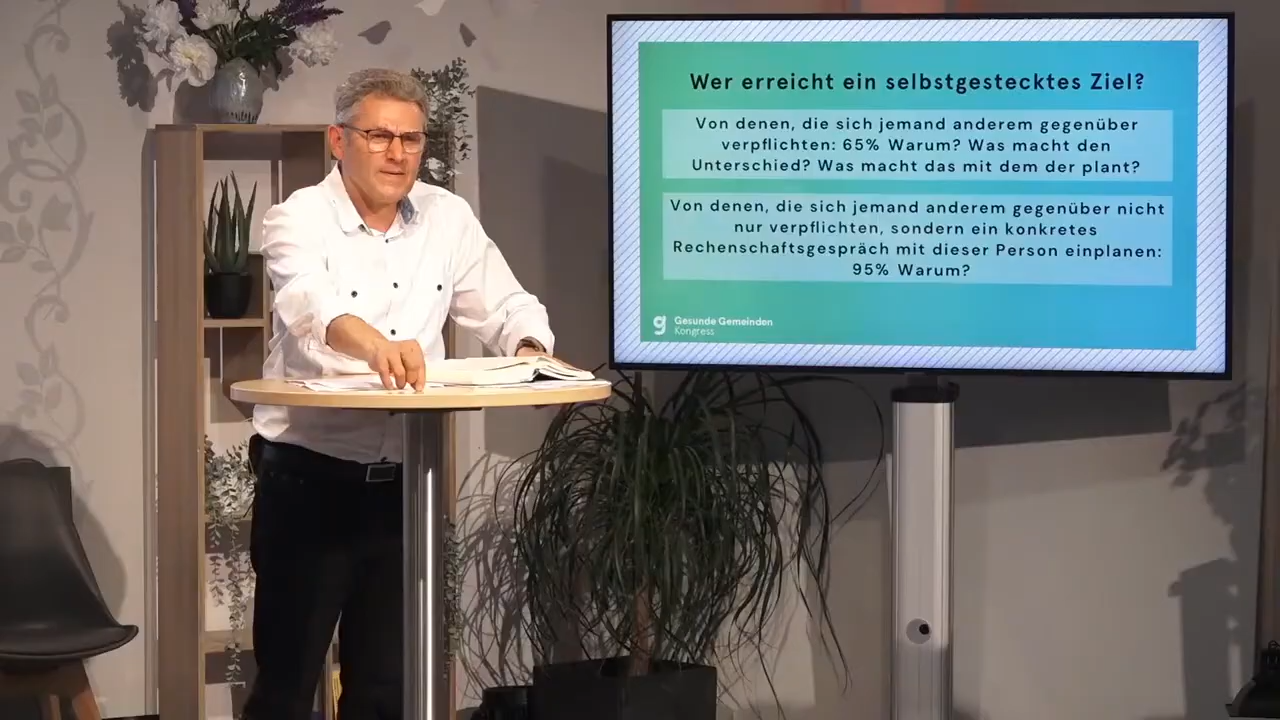 Wer erreicht ein selbstgestecktes Ziel?
Von denen, die sich jemand anderem gegenüber
verpflichten: 65% Warum? Was macht den
Unterschied? Was macht das mit dem der plant?
Von denen, die sich jemand anderem gegenüber nicht
nur verpflichten, sondern ein konkretes
Rechenschaftsgespräch mit dieser Person einplanen:
95% Warum?
g Gesunde Gemeinden
Kongress